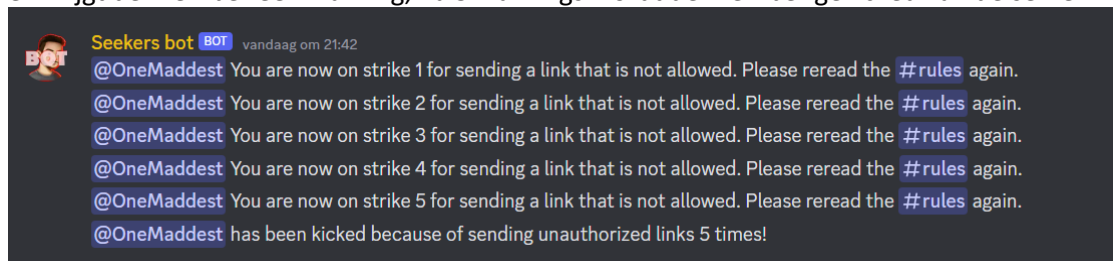 Seekers bot BOT vandaag om 21:42
BOT
@OneMaddest You are now on strike 1 for sending a link that is not allowed. Please reread the #rules again.
@OneMaddest You are now on strike 2 for sending a link that is not allowed. Please reread the #rules again.
@OneMaddest You are now on strike 3 for sending a link that is not allowed. Please reread the #rules again.
@OneMaddest You are now on strike 4 for sending a link that is not allowed. Please reread the #rules again.
@OneMaddest You are now on strike 5 for sending a link that is not allowed. Please reread the #rules again.
@OneMaddest has been kicked because of sending unauthorized links 5 times!